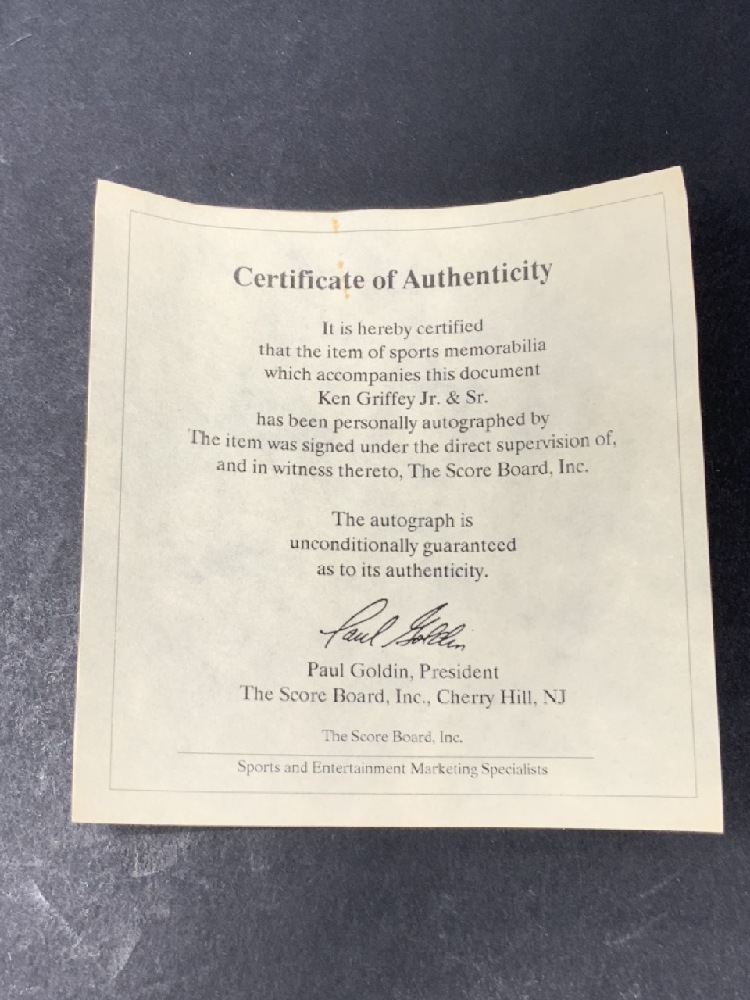 Certificate of Authenticity
It is hereby certified
that the item of sports memorabilia
which accompanies this document
Ken Griffey Jr. & Sr.
has been personally autographed by
The item was signed under the direct supervision of,
and in witness thereto, The Score Board, Inc.
The autograph is
unconditionally guaranteed
as to its authenticity.
Paul Goldin
Paul Goldin, President
The Score Board, Inc., Cherry Hill, NJ
The Score Board, Inc.
Sports and Entertainment Marketing Specialists